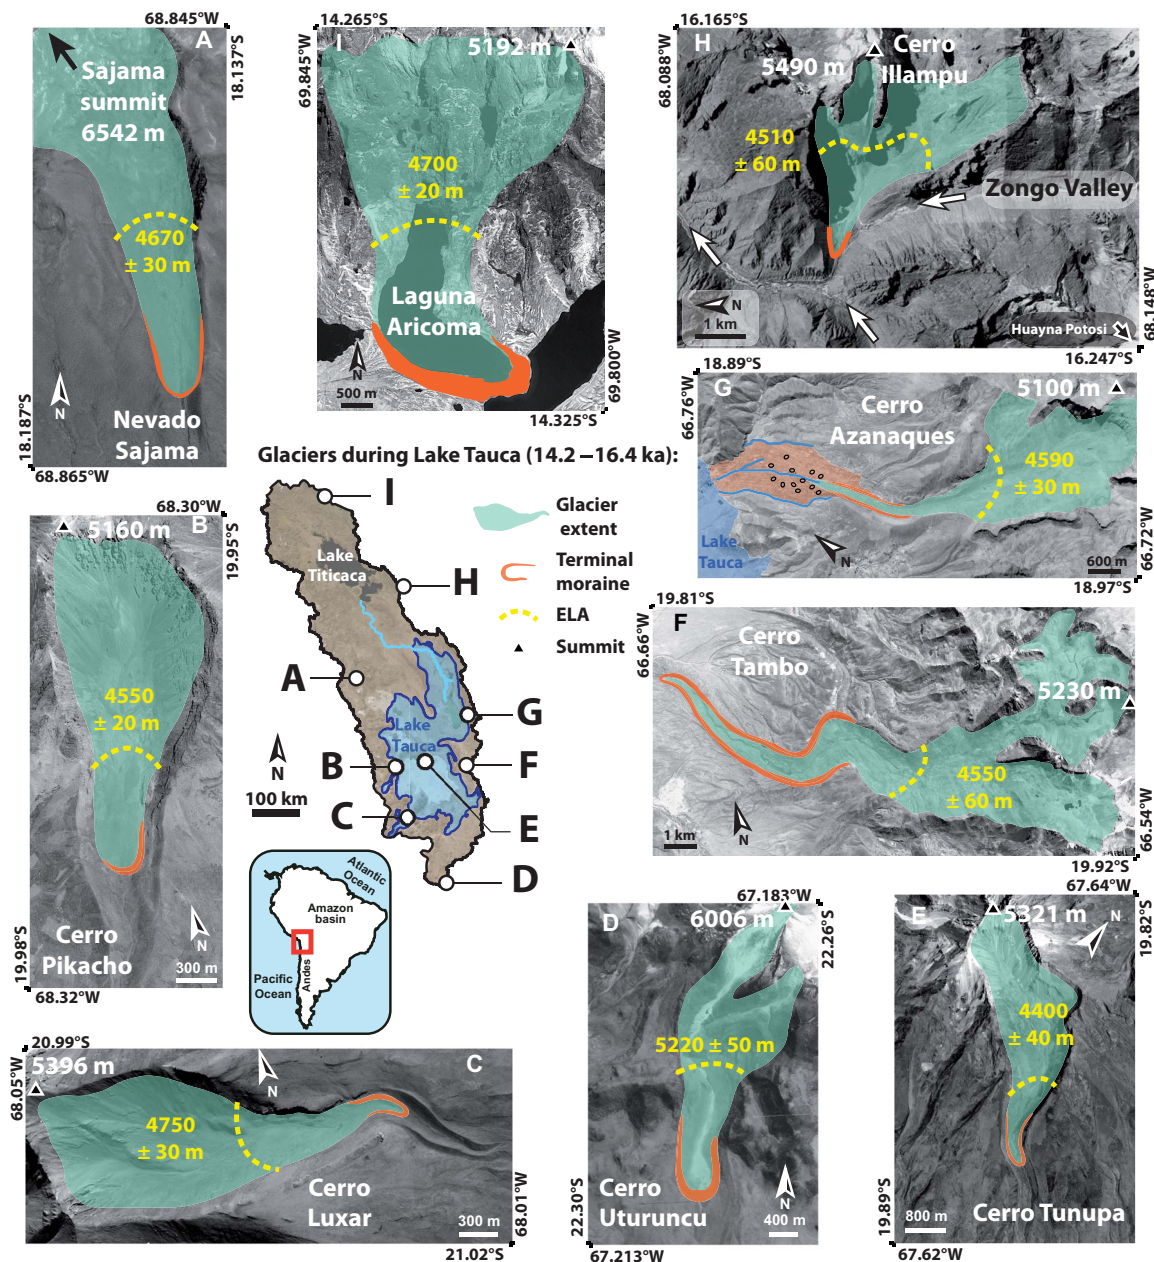 68.845°W
A
18.137°S
Sajama
summit
6542 m
4670
± 30 m
N
Nevado
Sajama
18.187°S
68.865°W
14.265°S
I
5192 m
69.845°W
4700
± 20 m
Laguna
Aricoma
N
500 m
69.800°W
14.325°S
16.165°S
H
68.088°W
5490 m
Cerro
Illampu
4510
± 60 m
Zongo Valley
N
1 km
Huayna Potosi
68.148°W
16.247°S
18.89°S
G
66.76°W
5100 m
Cerro
Azanaques
4590
± 30 m
Lake
Tauca
N
600 m
66.72°W
18.97°S
Glaciers during Lake Tauca (14.2 –16.4 ka):
I
Lake
Titicaca
H
A
G
Lake
Tauca
B
F
C
E
D
N
100 km
Glacier
extent
Terminal
moraine
ELA
Summit
68.30°W
B
19.95°S
5160 m
4550
± 20 m
Cerro
Pikacho
N
300 m
19.98°S
68.32°W
19.81°S
F
66.66°W
Cerro
Tambo
5230 m
4550
± 60 m
N
1 km
66.54°W
19.92°S
Atlantic
Ocean
Amazon
basin
Pacific
Ocean
Andes
20.99°S
C
68.05°W
5396 m
N
4750
± 30 m
Cerro
Luxar
300 m
68.01°W
21.02°S
67.183°W
D
6006 m
22.26°S
5220 ± 50 m
Cerro
Uturuncu
N
400 m
22.30°S
67.213°W
67.64°W
E
5321 m
N
19.82°S
4400
± 40 m
800 m
Cerro Tunupa
19.89°S
67.62°W